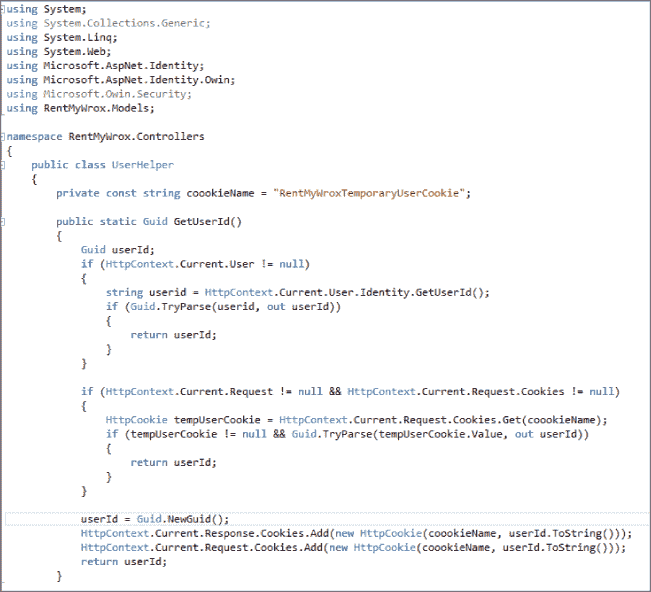 using System;
using System.Collections.Generic;
using System.Linq;
using System.Web;
using Microsoft.AspNet.Identity;
using Microsoft.AspNet.Identity.Owin;
using Microsoft.Owin.Security;
using RentMyWrox.Models;
namespace RentMyWrox.Controllers
{
public class UserHelper
{
private const string coookieName = "RentMyWroxTemporaryUserCookie";
public static Guid GetUserId()
{
Guid userId;
if (HttpContext.Current.User != null)
{
string userid = HttpContext.Current.User.Identity.GetUserId();
if (Guid.TryParse(userid, out userId))
{
return userId;
}
}
if (HttpContext.Current.Request != null && HttpContext.Current.Request.Cookies != null)
{
HttpCookie tempUserCookie = HttpContext.Current.Request.Cookies.Get(coookieName);
if (tempUserCookie != null && Guid.TryParse(tempUserCookie.Value, out userId))
{
return userId;
}
}
userId = Guid.NewGuid();
HttpContext.Current.Response.Cookies.Add(new HttpCookie(coookieName, userId.ToString()));
HttpContext.Current.Request.Cookies.Add(new HttpCookie(coookieName, userId.ToString()));
return userId;
}